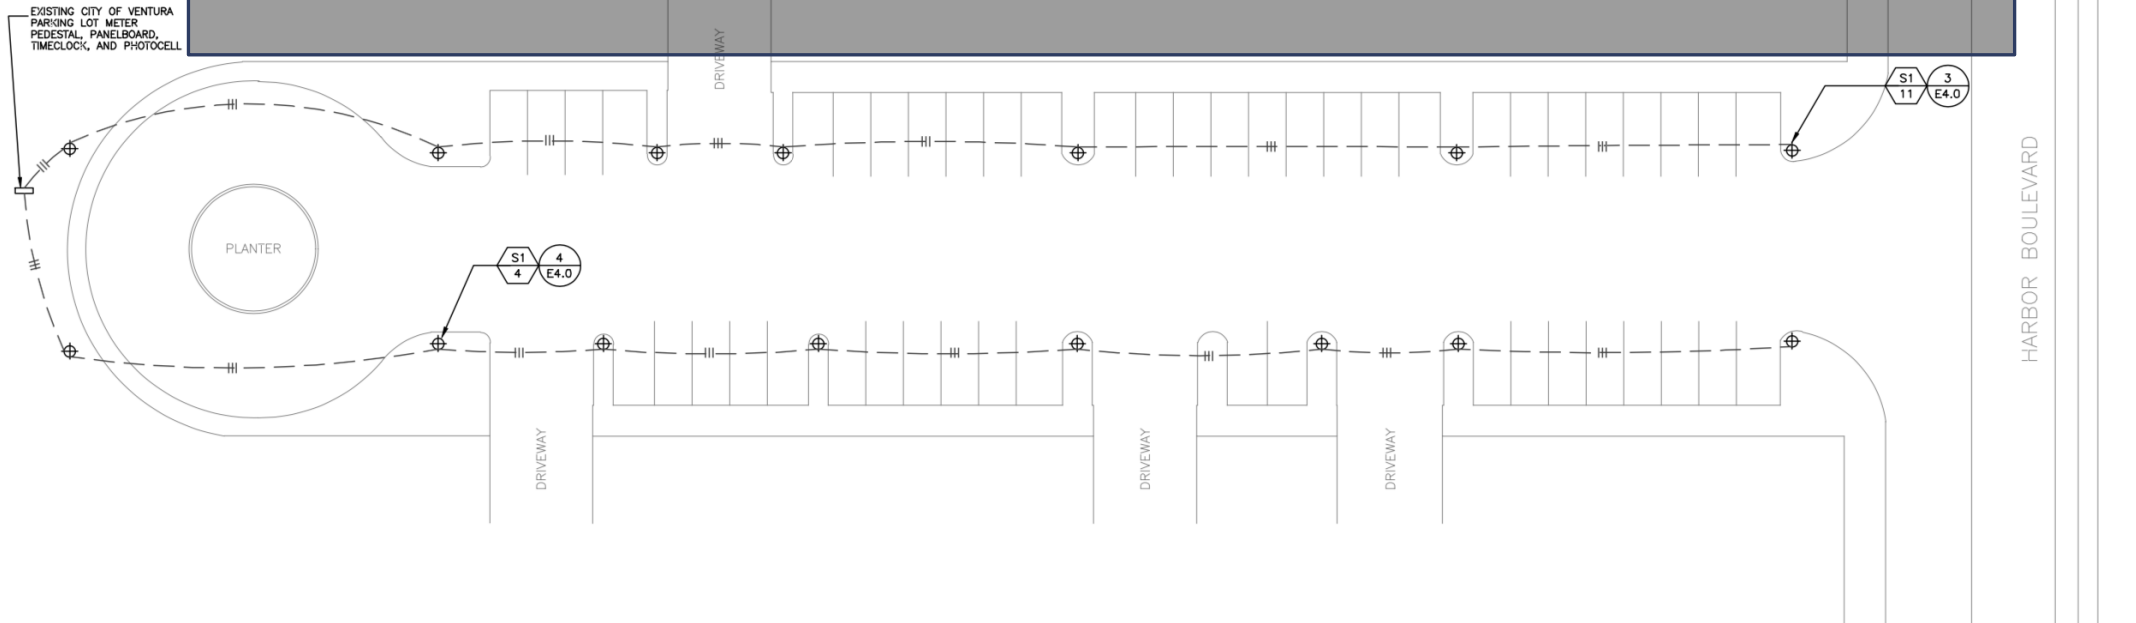 EXISTING CITY OF VENTURA
PARKING LOT METER
PEDESTAL, PANELBOARD,
TIMECLOCK, AND PHOTOCELL
DRIVEWAY
S1
11
3
E4.0
HARBOR BOULEVARD
PLANTER
S1
4
4
E4.0
DRIVEWAY
DRIVEWAY
DRIVEWAY